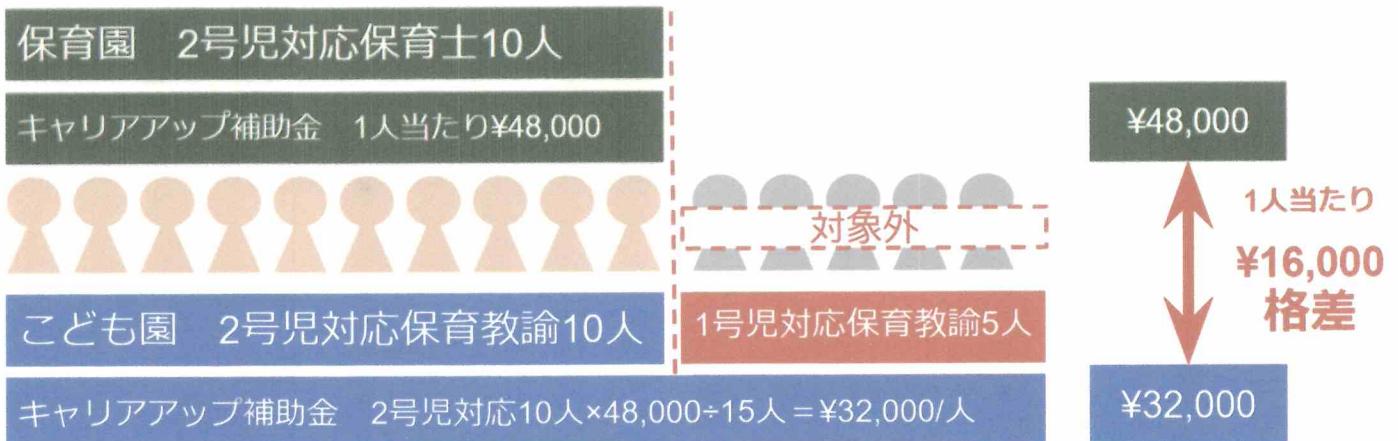 保育園　2号児対応保育士10人
キャリアアップ補助金　1人当たり¥48,000
対象外
こども園　2号児対応保育教諭10人
1号児対応保育教諭5人
キャリアアップ補助金　2号児対応10人×48,000÷15人＝¥32,000/人
¥48,000
1人当たり
¥16,000
格差
¥32,000